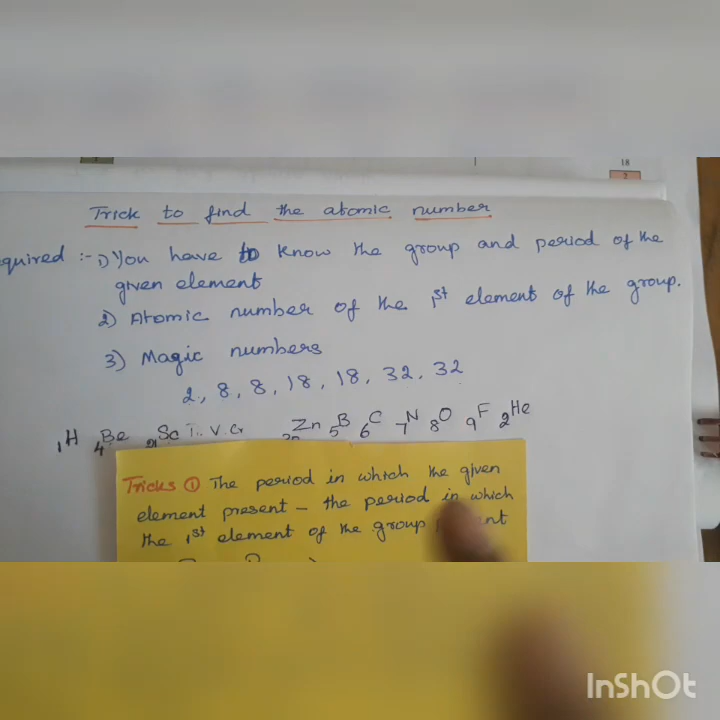 18
2
Trick to find the atomic number
quired :- 1) You have to know the group and period of the
given element
2) Atomic number of the 1st element of the group.
3) Magic numbers
2, 8, 8, 18, 18, 32, 32
1H 4Be 21Sc Ti V Cr Zn 5B 6C 7N 8O 9F 2He
Tricks ① The period in which the given
element present – the period in which
the 1st element of the group
InShOt